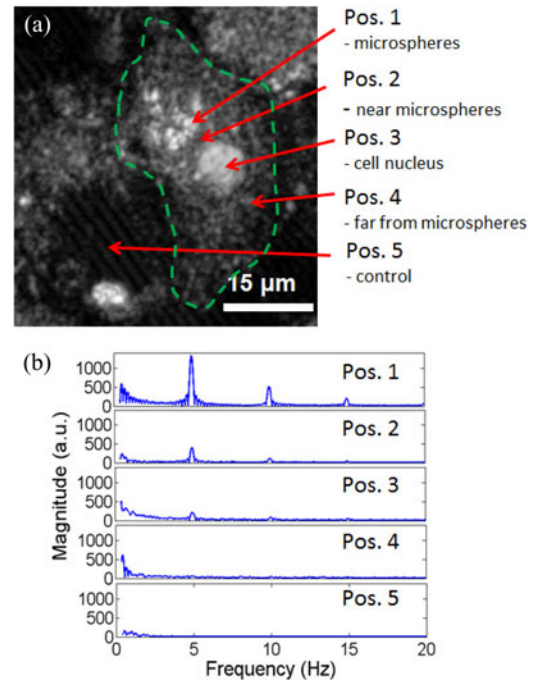 (a)
Pos. 1
- microspheres
Pos. 2
- near microspheres
Pos. 3
- cell nucleus
Pos. 4
- far from microspheres
Pos. 5
- control
15 μm
(b)
Magnitude (a.u.)
1000
500
0
Pos. 1
1000
500
0
Pos. 2
1000
500
0
Pos. 3
1000
500
0
Pos. 4
1000
500
0
Pos. 5
0 5 10 15 20
Frequency (Hz)